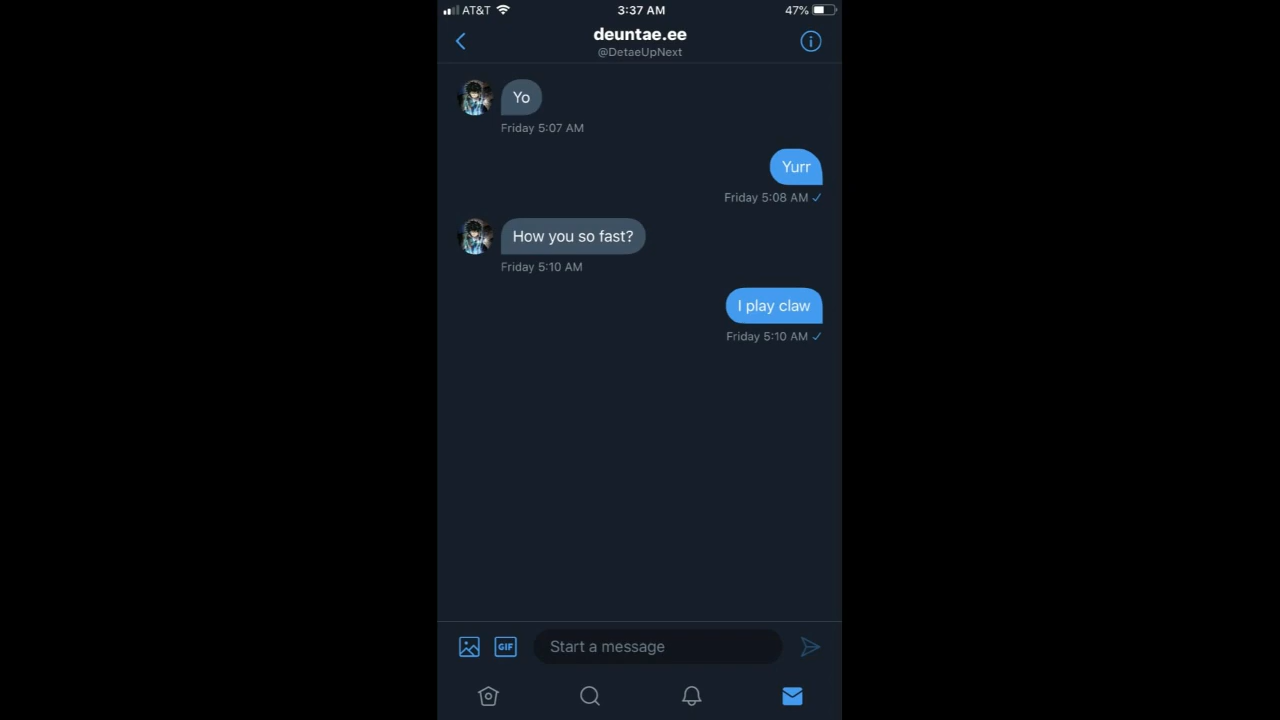 AT&T 3:37 AM 47%
deuntae.ee
@DetaeUpNext
Yo
Friday 5:07 AM
Yurr
Friday 5:08 AM ✓
How you so fast?
Friday 5:10 AM
I play claw
Friday 5:10 AM ✓
GIF Start a message